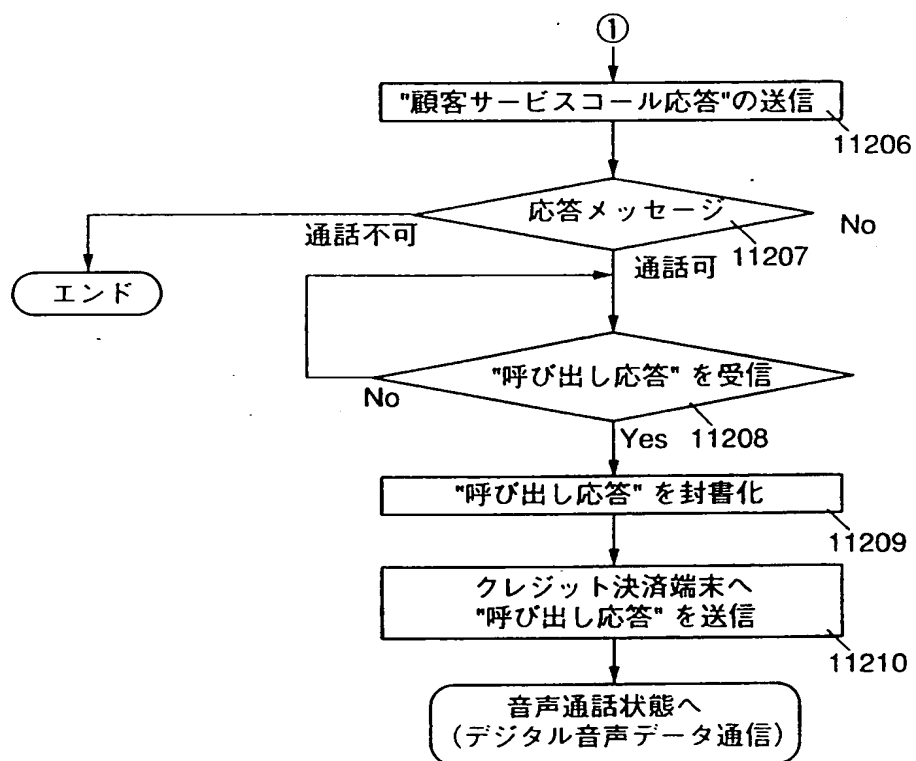 ①
"顧客サービスコール応答"の送信
11206
応答メッセージ
No
通話不可
11207
通話可
エンド
"呼び出し応答" を受信
No
Yes
11208
"呼び出し応答" を封書化
11209
クレジット決済端末へ
"呼び出し応答" を送信
11210
音声通話状態へ
(デジタル音声データ通信)